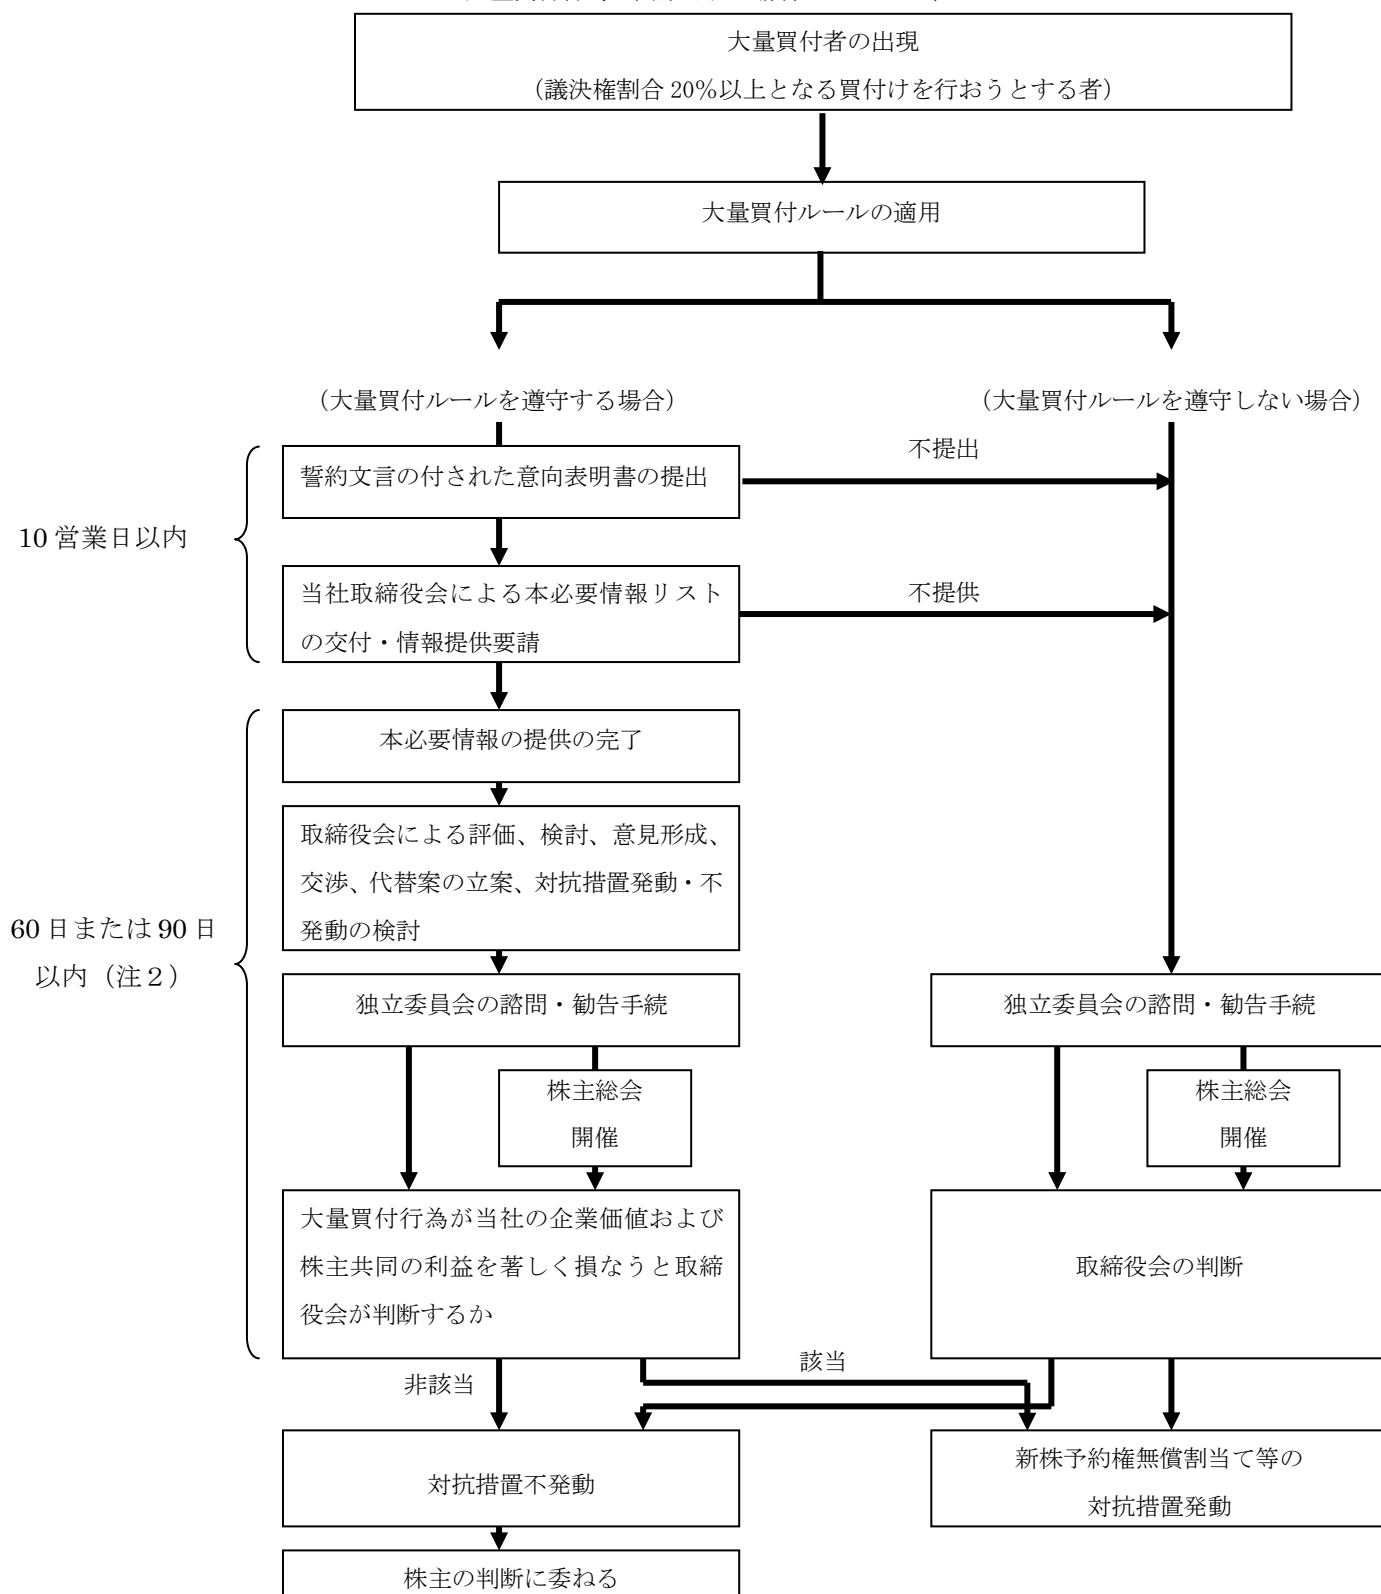 大量買付者の出現
（議決権割合 20％以上となる買付けを行おうとする者）
大量買付ルールの適用
（大量買付ルールを遵守する場合）
（大量買付ルールを遵守しない場合）
誓約文言の付された意向表明書の提出
不提出
10 営業日以内
当社取締役会による本必要情報リスト
の交付・情報提供要請
不提供
本必要情報の提供の完了
取締役会による評価、検討、意見形成、
交渉、代替案の立案、対抗措置発動・不
発動の検討
60 日または 90 日
以内（注２）
独立委員会の諮問・勧告手続
独立委員会の諮問・勧告手続
株主総会
開催
株主総会
開催
大量買付行為が当社の企業価値および
株主共同の利益を著しく損なうと取締
役会が判断するか
取締役会の判断
非該当
該当
対抗措置不発動
新株予約権無償割当て等の
対抗措置発動
株主の判断に委ねる